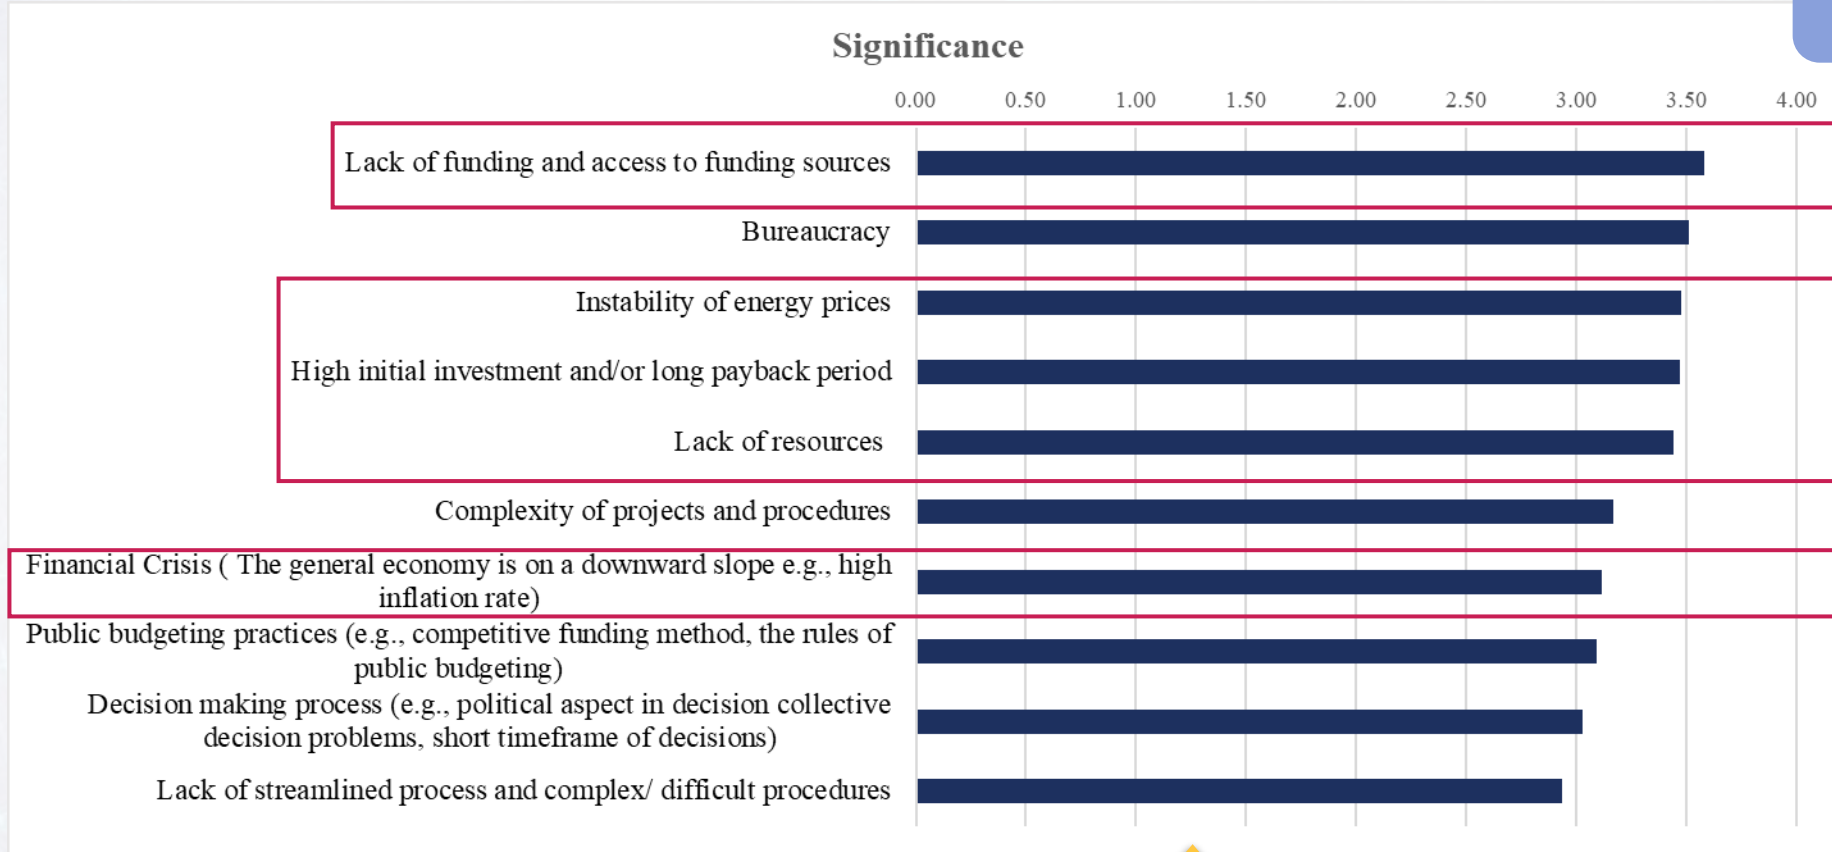 Significance
0.00 0.50 1.00 1.50 2.00 2.50 3.00 3.50 4.00
Lack of funding and access to funding sources
Bureaucracy
Instability of energy prices
High initial investment and/or long payback period
Lack of resources
Complexity of projects and procedures
Financial Crisis ( The general economy is on a downward slope e.g., high
inflation rate)
Public budgeting practices (e.g., competitive funding method, the rules of
public budgeting)
Decision making process (e.g., political aspect in decision collective
decision problems, short timeframe of decisions)
Lack of streamlined process and complex/ difficult procedures